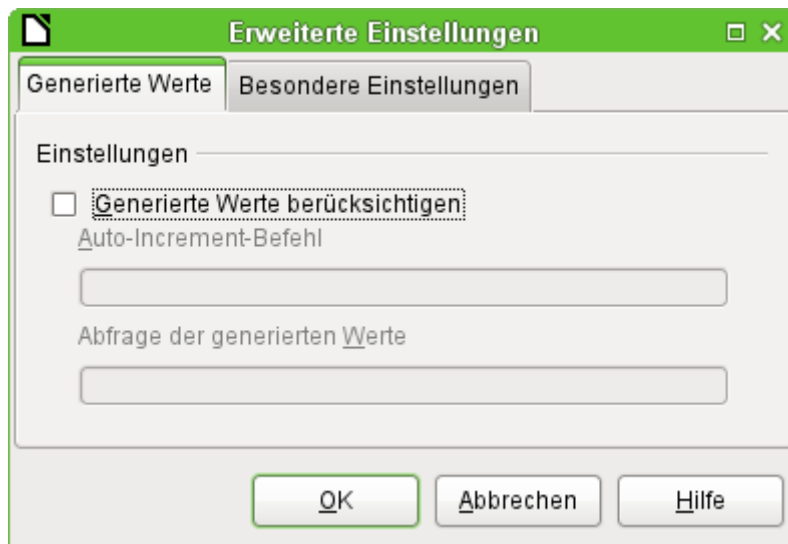 Erweiterte Einstellungen
Generierte Werte Besondere Einstellungen
Einstellungen
Generierte Werte berücksichtigen
Auto-Increment-Befehl
Abfrage der generierten Werte
OK Abbrechen Hilfe